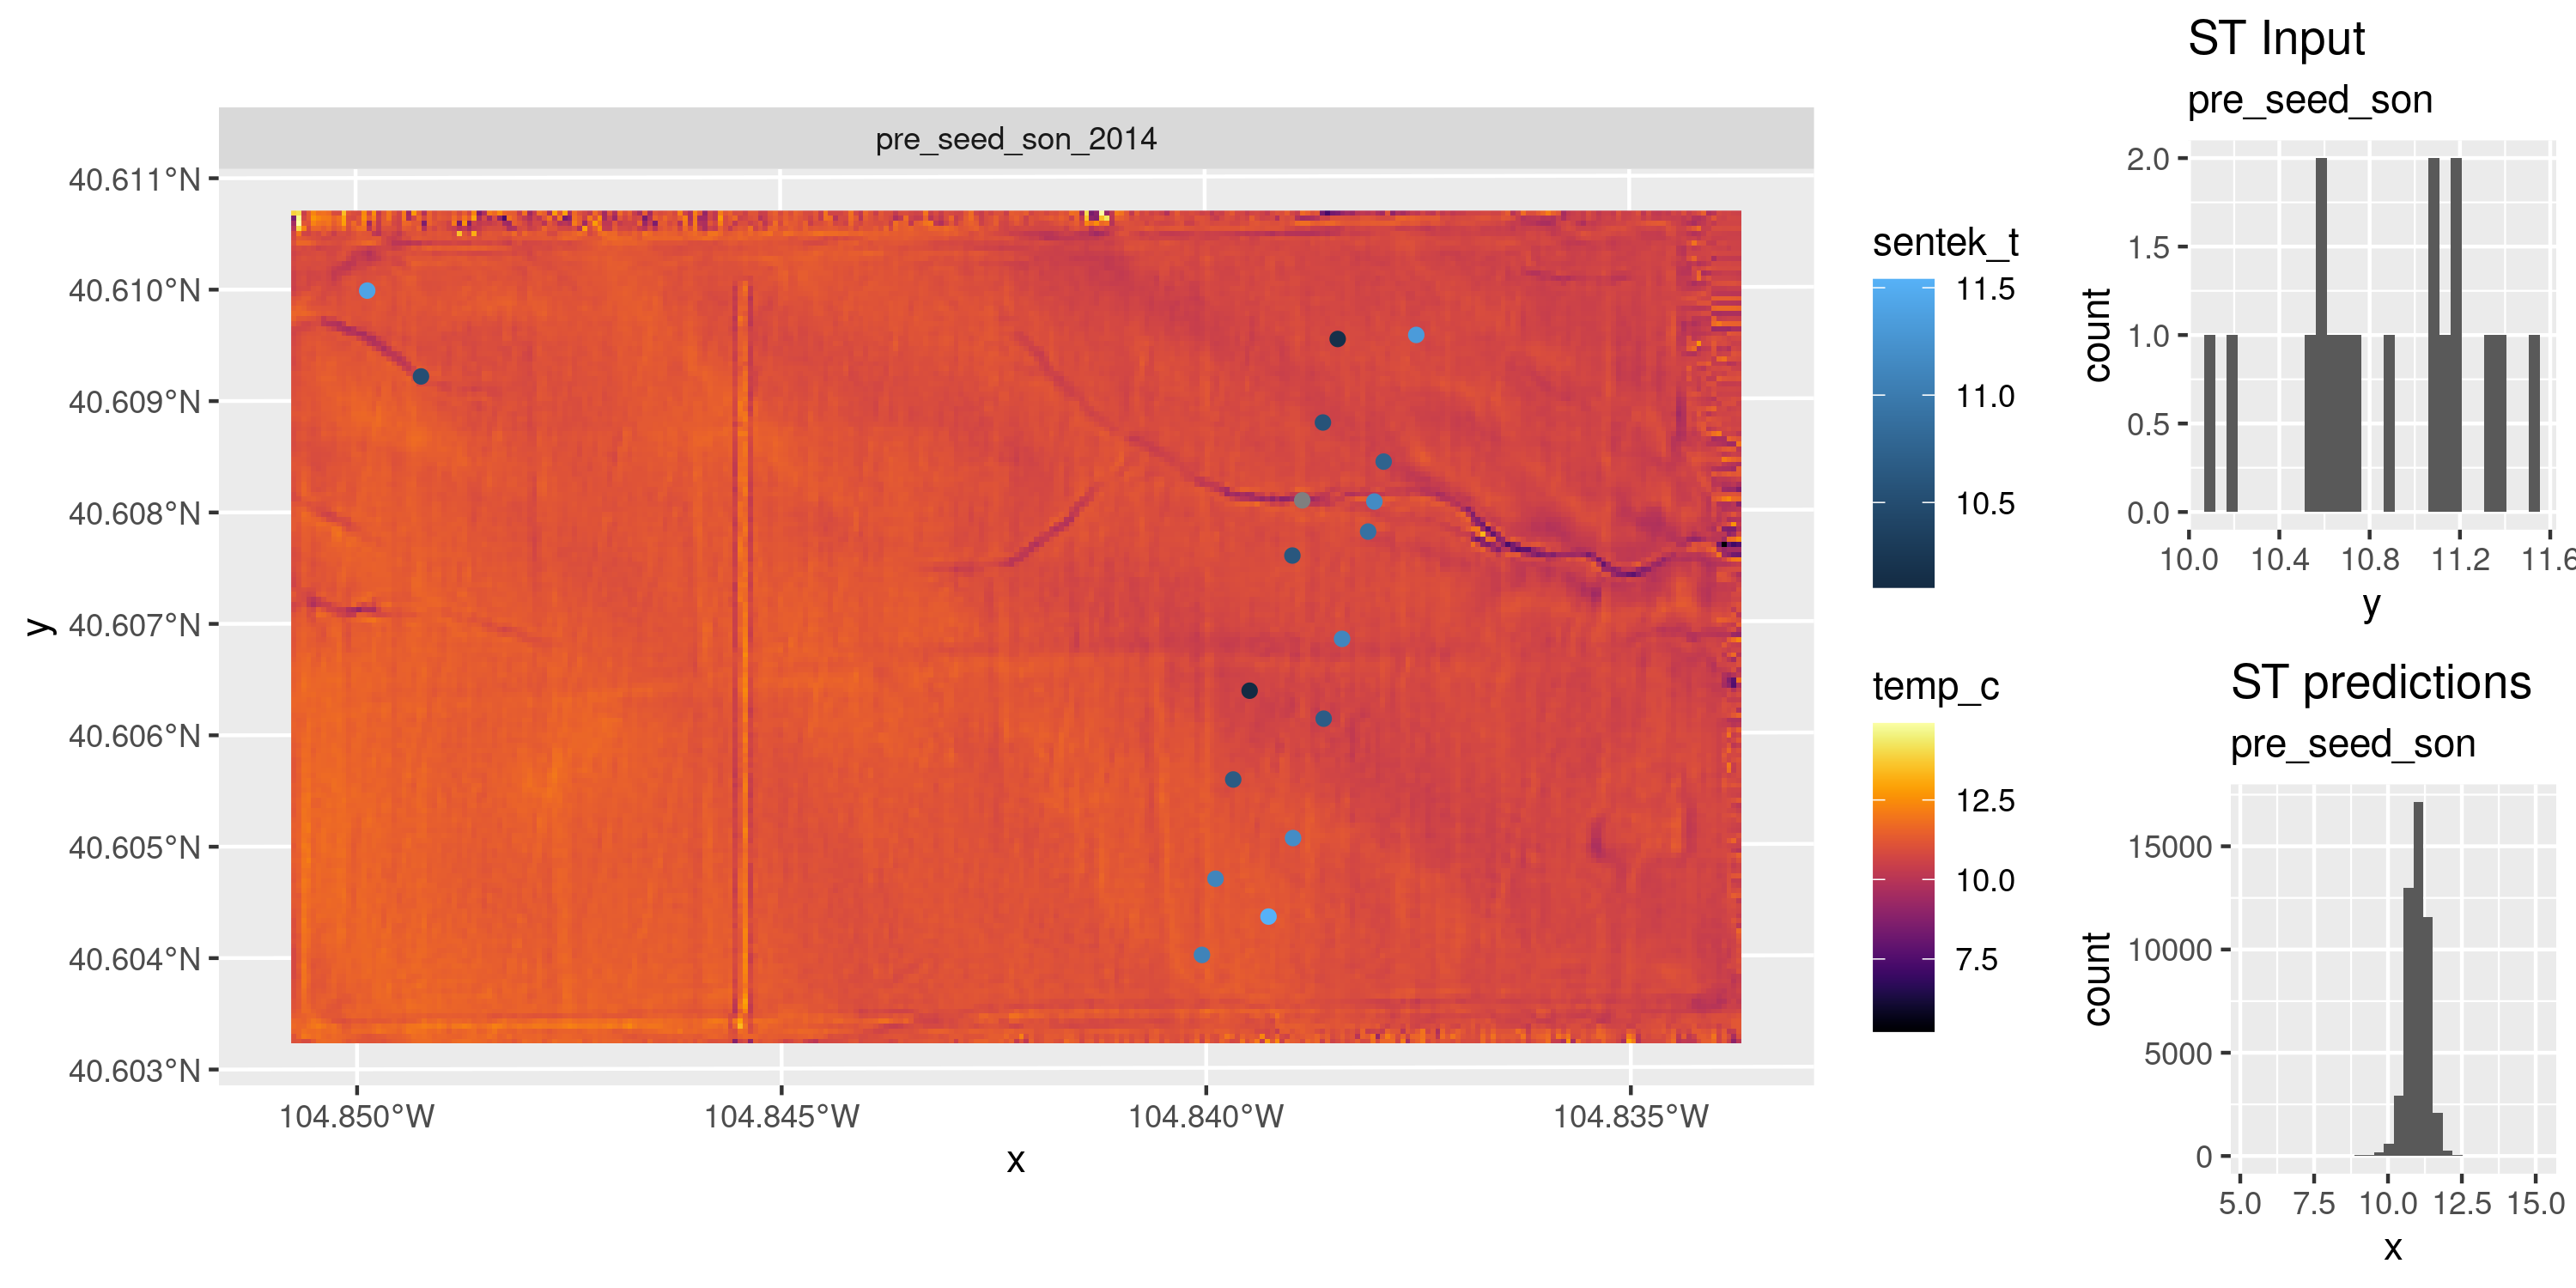 pre_seed_son_2014
40.611°N
40.610°N
40.609°N
40.608°N
40.607°N
40.606°N
40.605°N
40.604°N
40.603°N
y
104.850°W
104.845°W
104.840°W
104.835°W
x
sentek_t
11.5
11.0
10.5
temp_c
12.5
10.0
7.5
ST Input
pre_seed_son
2.0
1.5
1.0
0.5
0.0
count
10.0 10.4 10.8 11.2 11.6
y
ST predictions
pre_seed_son
15000
10000
5000
0
count
5.0 7.5 10.0 12.5 15.0
x